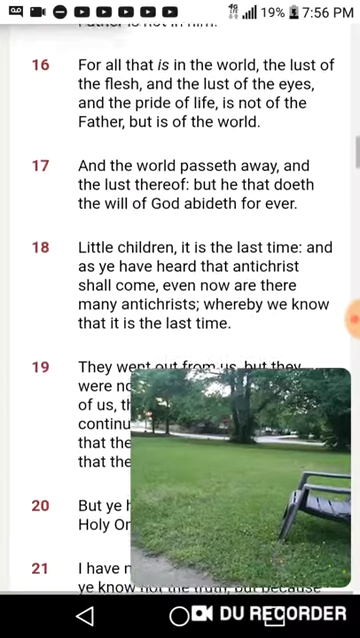 4G 19% 7:56 PM
16 For all that is in the world, the lust of
the flesh, and the lust of the eyes,
and the pride of life, is not of the
Father, but is of the world.
17 And the world passeth away, and
the lust thereof: but he that doeth
the will of God abideth for ever.
18 Little children, it is the last time: and
as ye have heard that antichrist
shall come, even now are there
many antichrists; whereby we know
that it is the last time.
19 They went out from us, but they
were
of us,
that the
that the
20 But ye
Holy
21 I have
ye know not the truth, but because
DU RECORDER